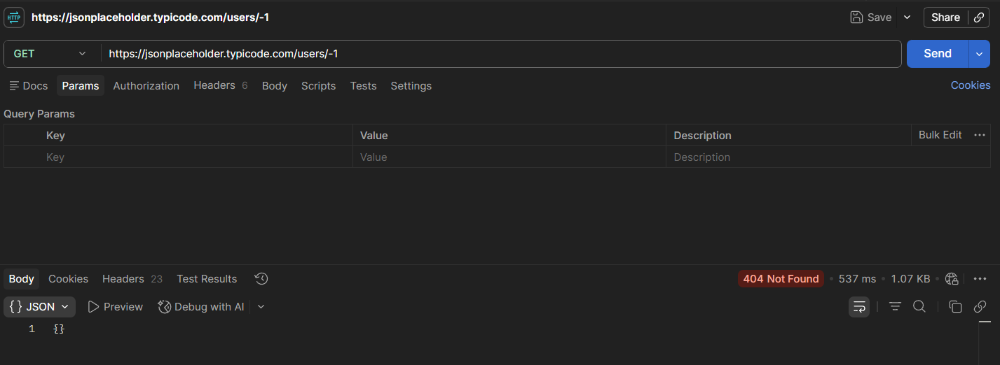 HTTP https://jsonplaceholder.typicode.com/users/-1 Save Share
GET https://jsonplaceholder.typicode.com/users/-1 Send
Docs Params Authorization Headers 6 Body Scripts Tests Settings Cookies
Query Params
Key Value Description Bulk Edit
Key Value Description
Body Cookies Headers 23 Test Results 404 Not Found • 537 ms • 1.07 KB •
{} JSON Preview Debug with AI
1 {}